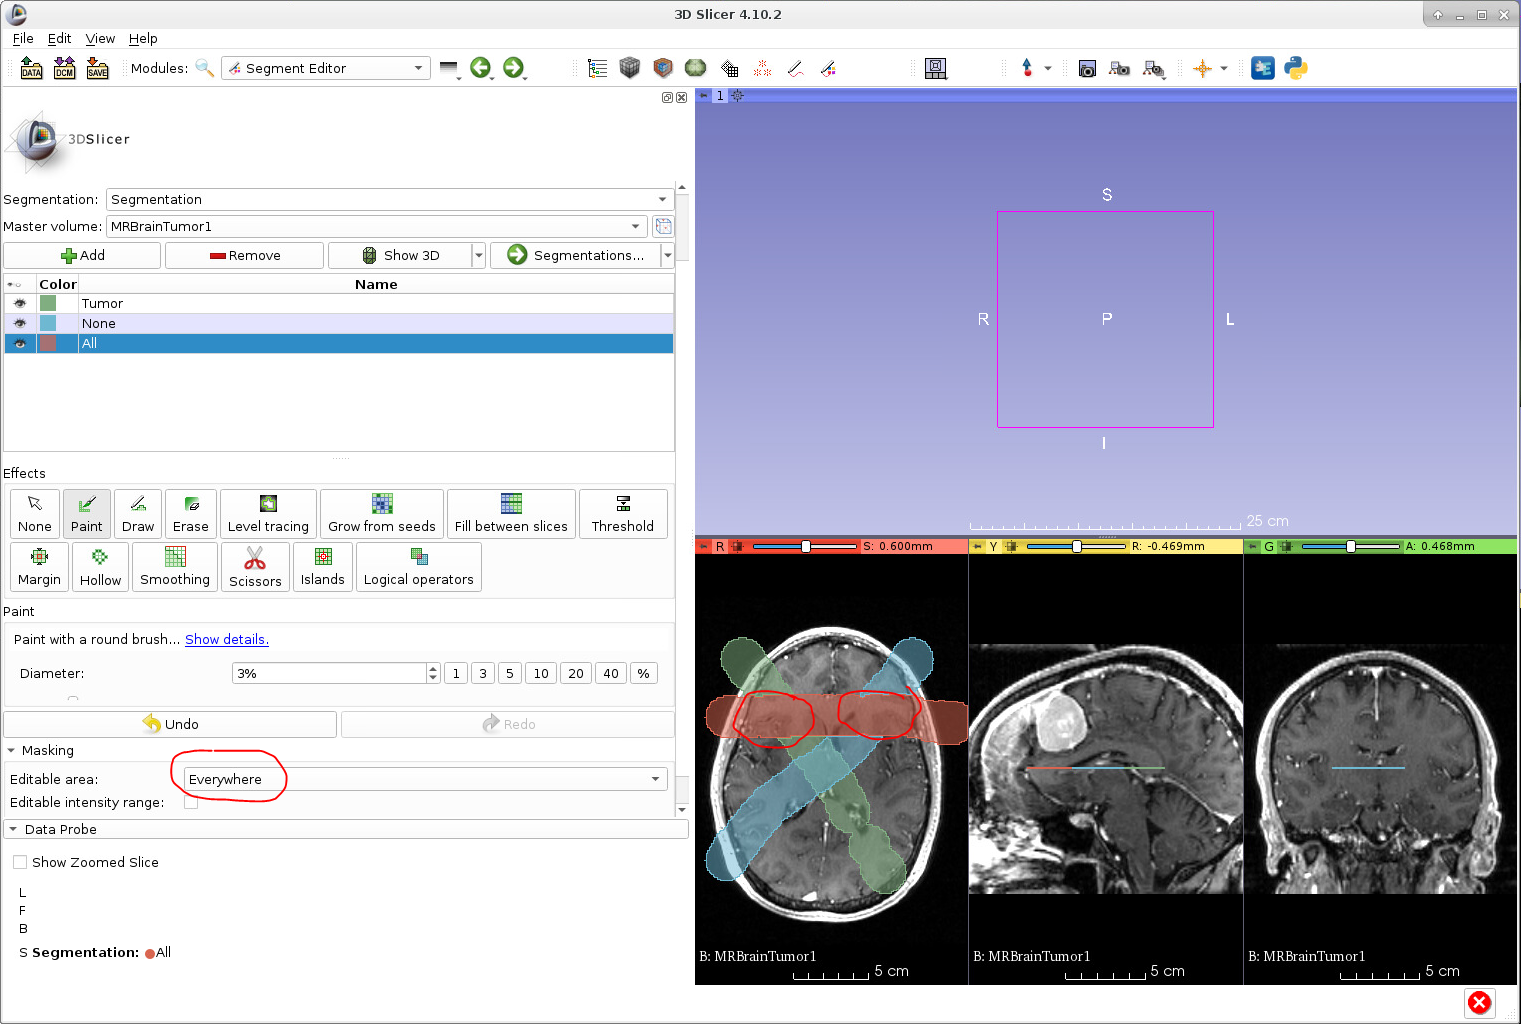 3D Slicer 4.10.2
File Edit View Help
DATA DCM SAVE Modules: Segment Editor
1
3DSlicer
Segmentation: Segmentation
Master volume: MRBrainTumor1
Add Remove Show 3D Segmentations...
Color Name
Tumor
None
All
Effects
None Paint Draw Erase Level tracing Grow from seeds Fill between slices Threshold
Margin Hollow Smoothing Scissors Islands Logical operators
Paint
Paint with a round brush... Show details.
Diameter: 3% 1 3 5 10 20 40 %
Undo Redo
Masking
Editable area: Everywhere
Editable intensity range:
Data Probe
Show Zoomed Slice
L
F
B
S Segmentation: All
S
R P L
I
25 cm
R S: 0.600mm
Y R: -0.469mm
G A: 0.468mm
B: MRBrainTumor1
5 cm
B: MRBrainTumor1
5 cm
B: MRBrainTumor1
5 cm